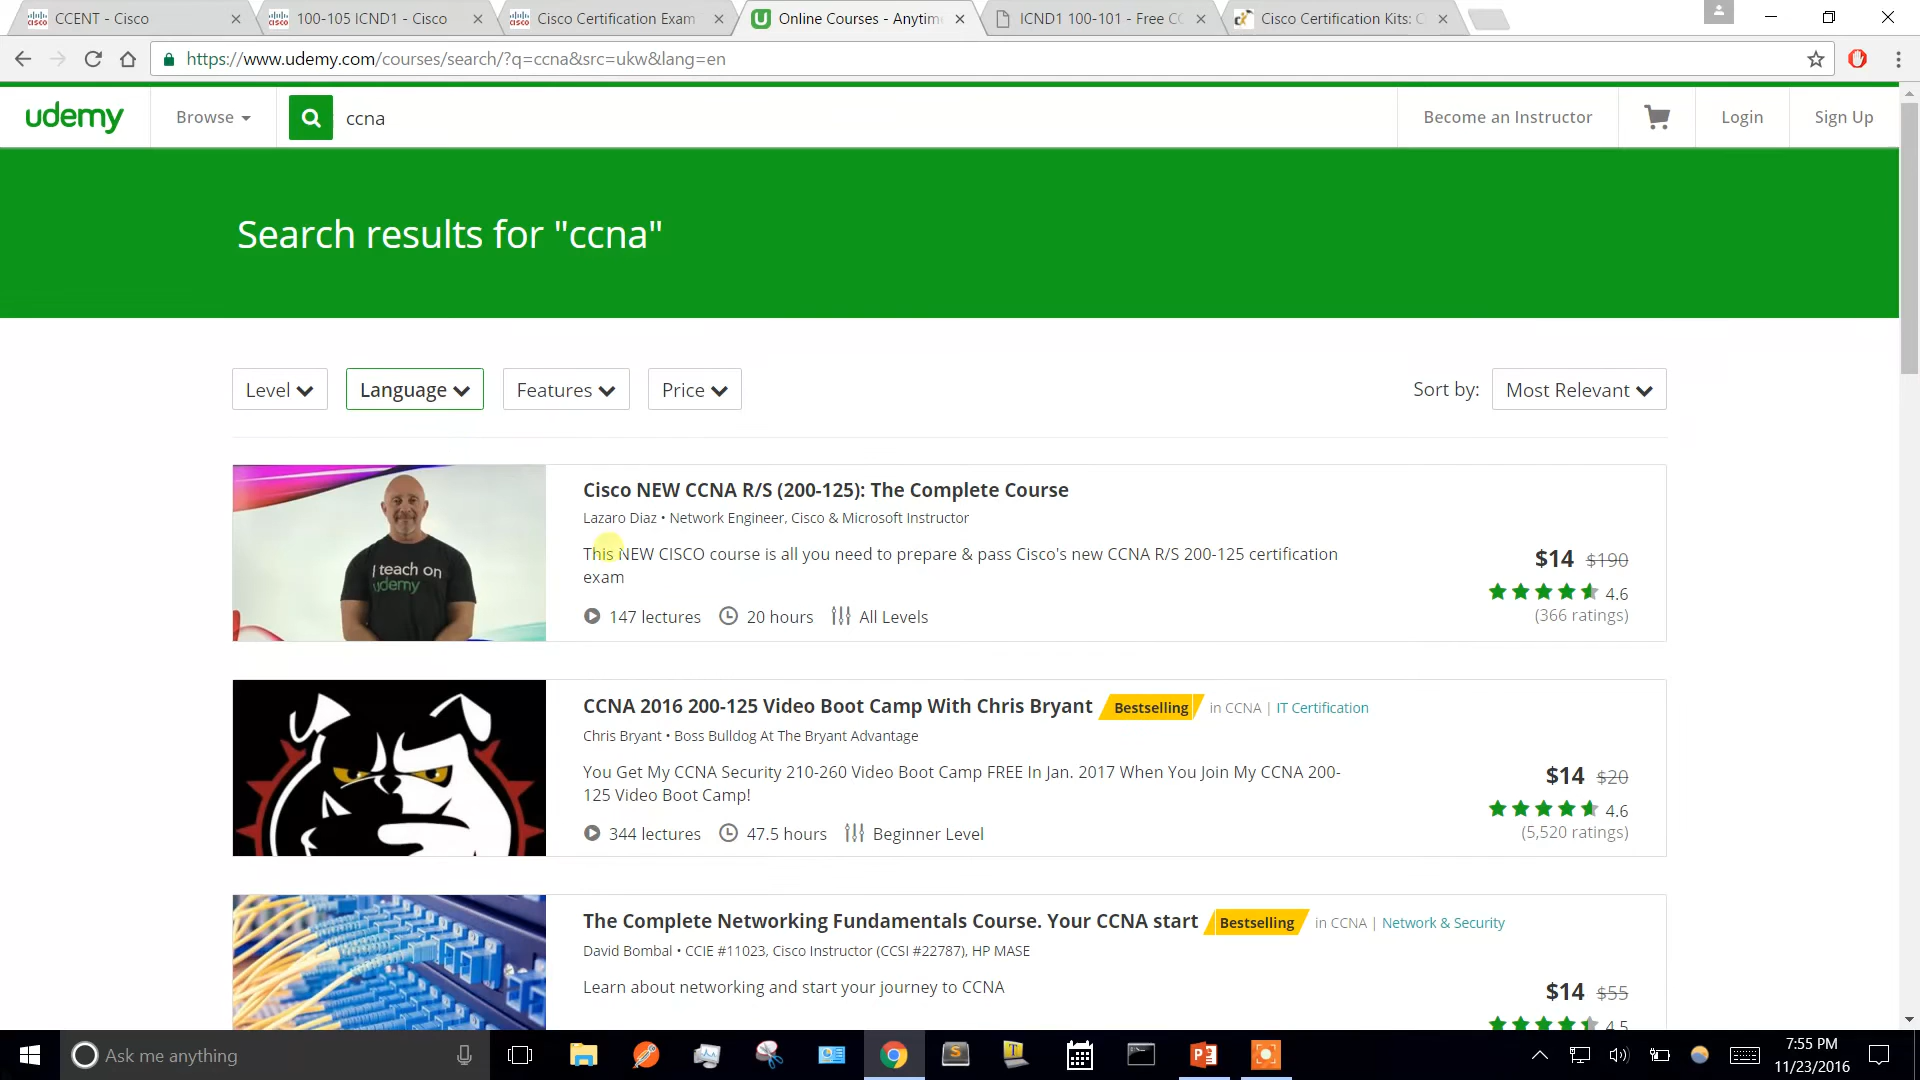 CCENT - Cisco
100-105 ICND1 - Cisco
Cisco Certification Exam
Online Courses - Anytim
ICND1 100-101 - Free CC
Cisco Certification Kits: C
https://www.udemy.com/courses/search/?q=ccna&src=ukw&lang=en
udemy
Browse
ccna
Become an Instructor
Login
Sign Up
Search results for "ccna"
Level
Language
Features
Price
Sort by:
Most Relevant
I teach on
udemy
Cisco NEW CCNA R/S (200-125): The Complete Course
Lazaro Diaz • Network Engineer, Cisco & Microsoft Instructor
This NEW CISCO course is all you need to prepare & pass Cisco's new CCNA R/S 200-125 certification
exam
147 lectures
20 hours
All Levels
$14 $190
4.6
(366 ratings)
CCNA 2016 200-125 Video Boot Camp With Chris Bryant
Bestselling
in CCNA | IT Certification
Chris Bryant • Boss Bulldog At The Bryant Advantage
You Get My CCNA Security 210-260 Video Boot Camp FREE In Jan. 2017 When You Join My CCNA 200-
125 Video Boot Camp!
344 lectures
47.5 hours
Beginner Level
$14 $20
4.6
(5,520 ratings)
The Complete Networking Fundamentals Course. Your CCNA start
Bestselling
in CCNA | Network & Security
David Bombal • CCIE #11023, Cisco Instructor (CCSI #22787), HP MASE
Learn about networking and start your journey to CCNA
$14 $55
4.5
Ask me anything
7:55 PM
11/23/2016